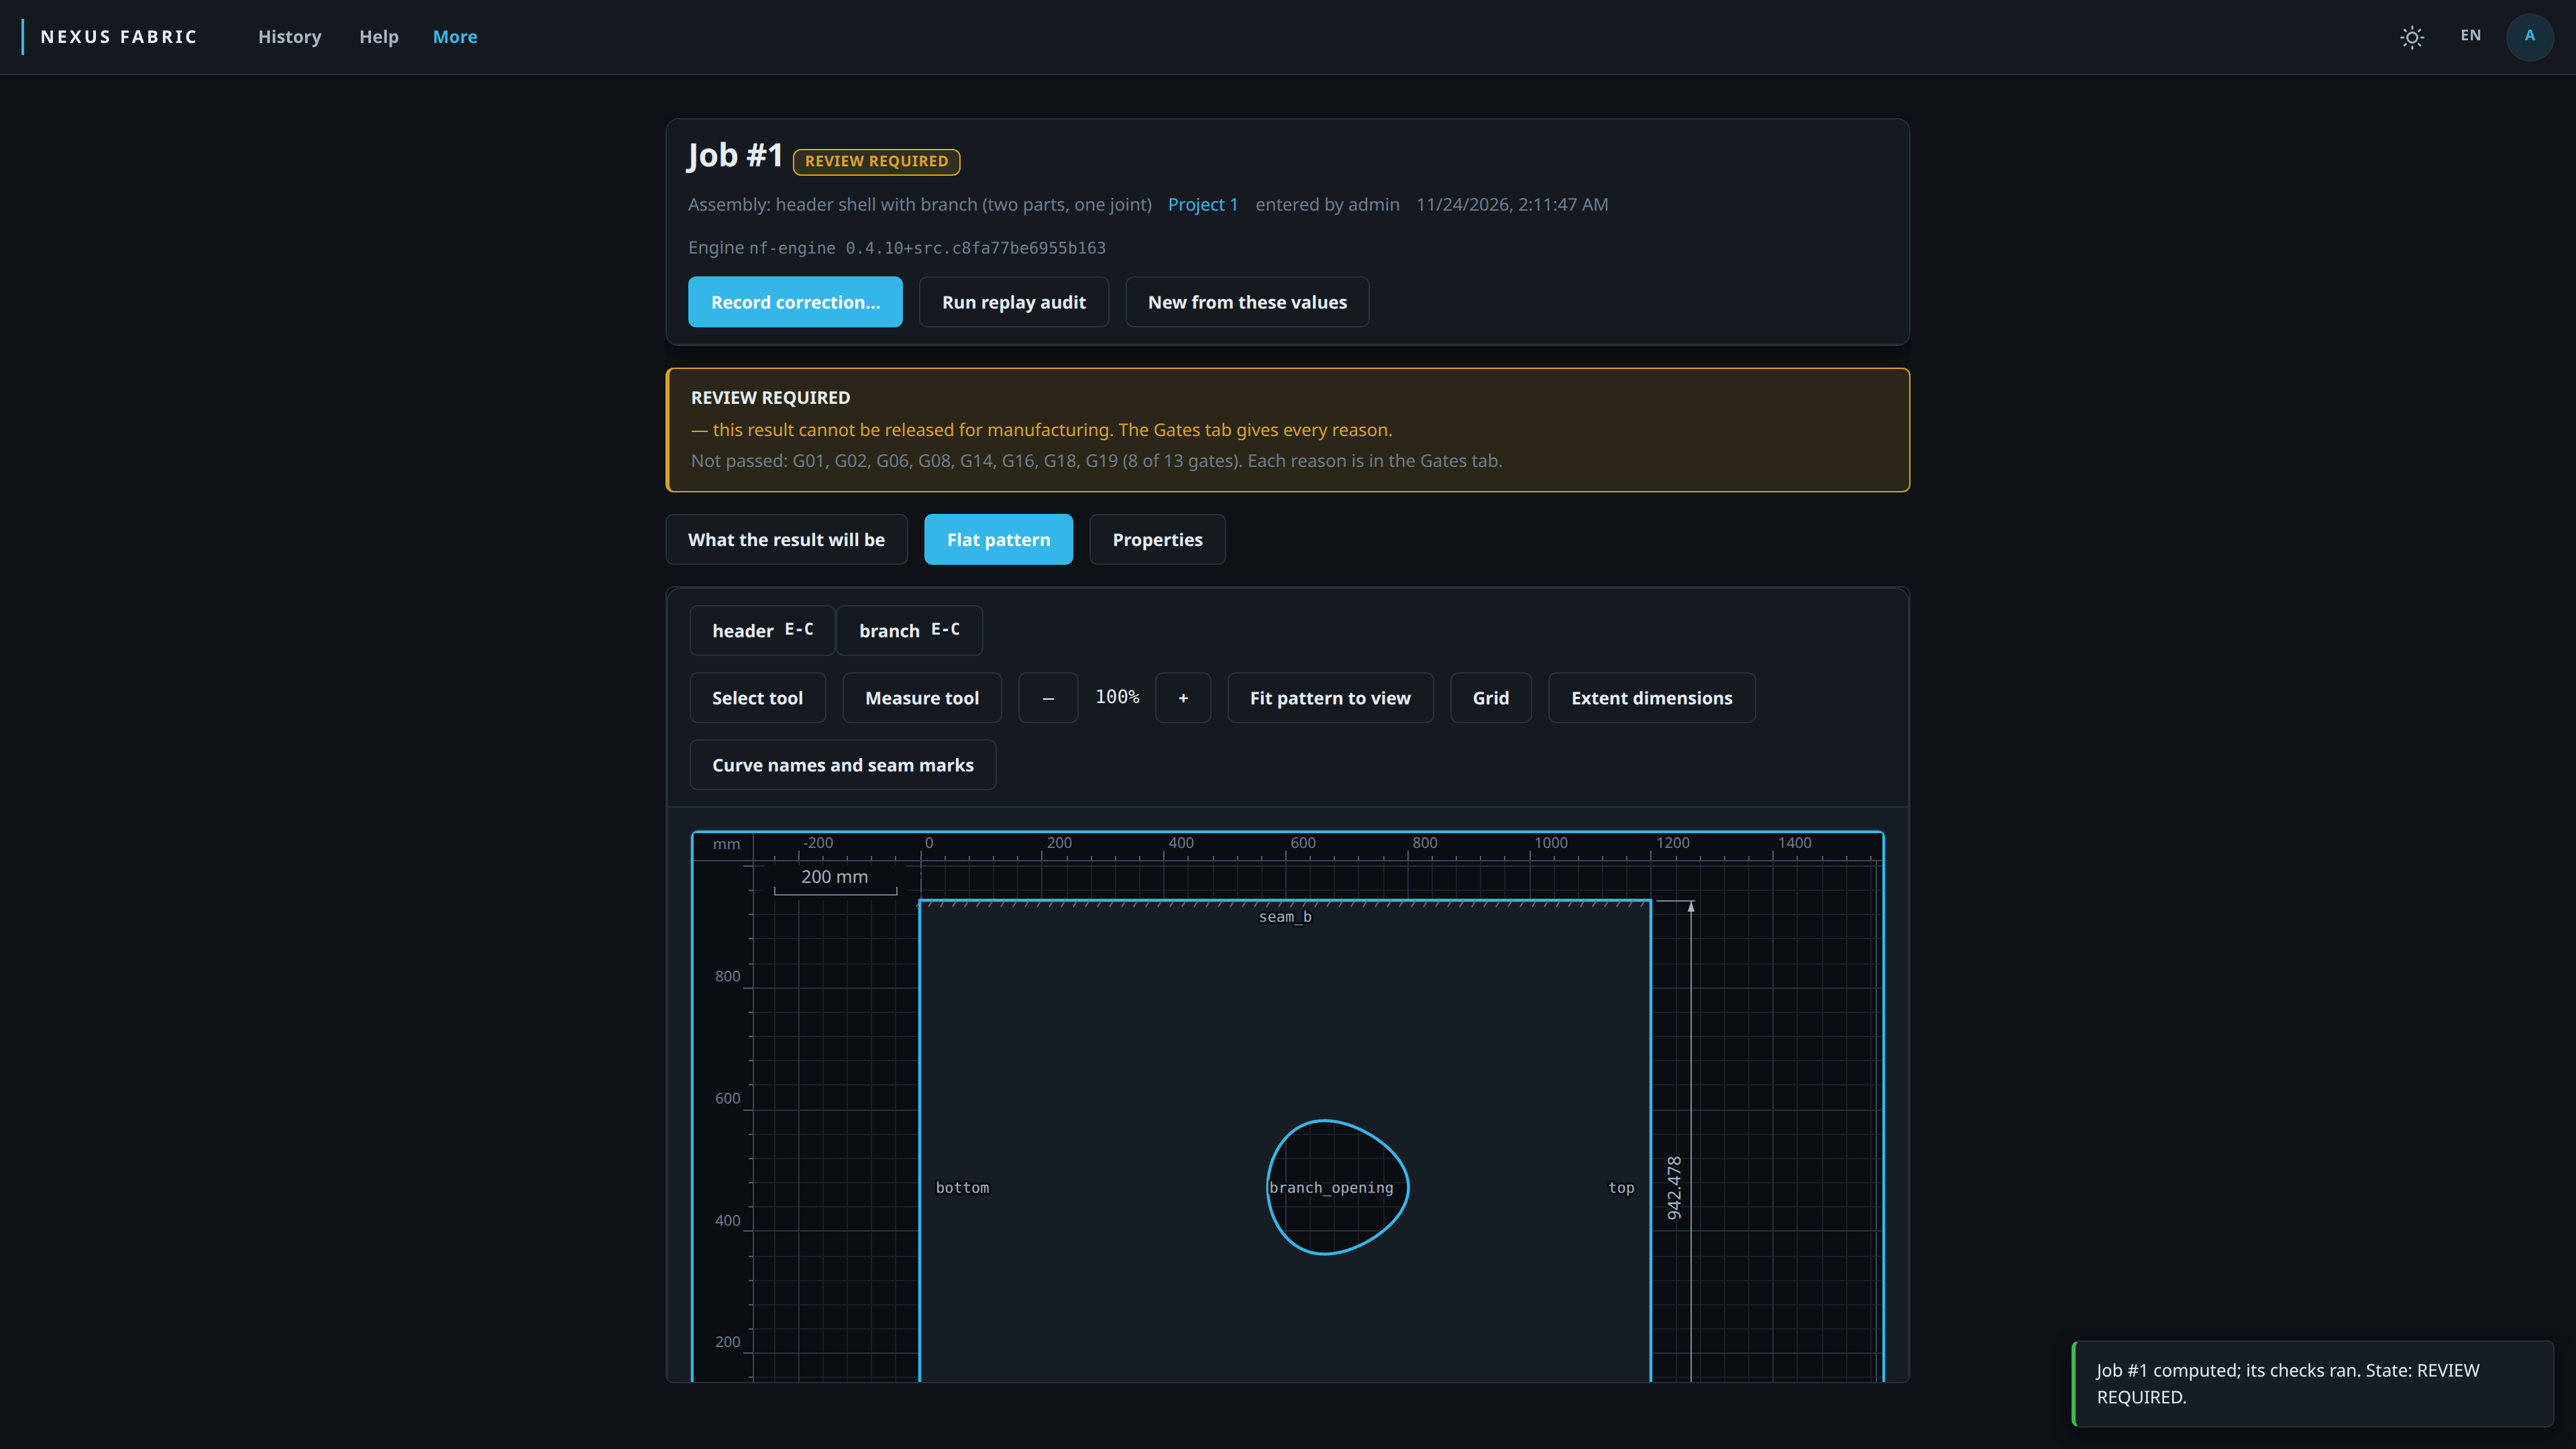 NEXUS FABRIC History Help More EN A
Job #1 REVIEW REQUIRED
Assembly: header shell with branch (two parts, one joint) Project 1 entered by admin 11/24/2026, 2:11:47 AM
Engine nf-engine 0.4.10+src.c8fa77be6955b163
Record correction... Run replay audit New from these values
REVIEW REQUIRED
— this result cannot be released for manufacturing. The Gates tab gives every reason.
Not passed: G01, G02, G06, G08, G14, G16, G18, G19 (8 of 13 gates). Each reason is in the Gates tab.
What the result will be Flat pattern Properties
header E-C branch E-C
Select tool Measure tool — 100% + Fit pattern to view Grid Extent dimensions
Curve names and seam marks
mm -200 0 200 400 600 800 1000 1200 1400
200 mm
seam_b
800
600
bottom branch_opening top 942.478
400
200
Job #1 computed; its checks ran. State: REVIEW
REQUIRED.